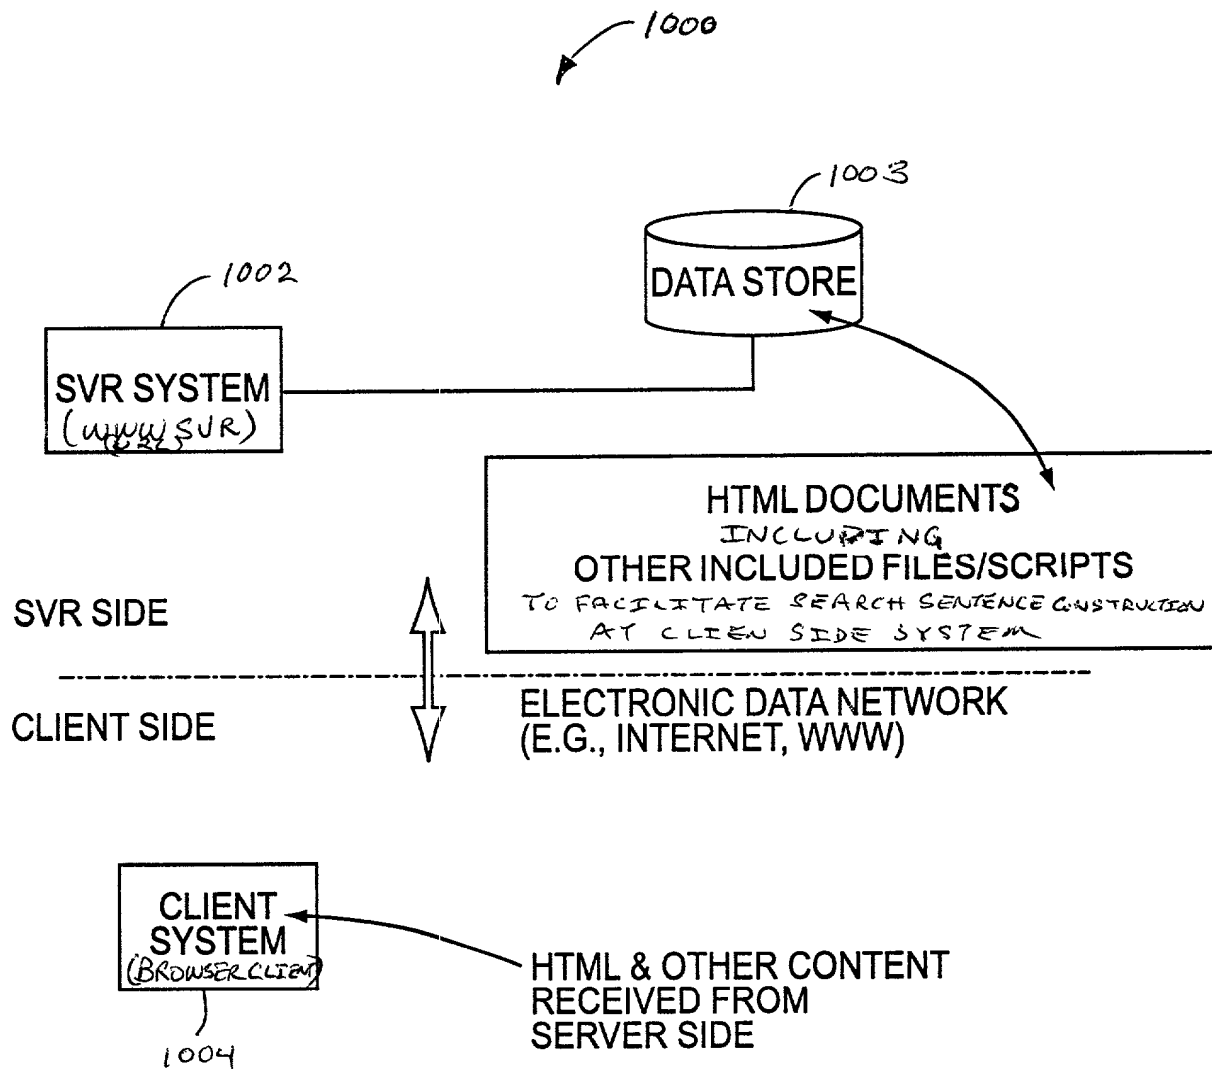 1000
1003
DATA STORE
1002
SVR SYSTEM
(WWW SVR)
(URL)
HTML DOCUMENTS
INCLUDING
OTHER INCLUDED FILES/SCRIPTS
TO FACILITATE SEARCH SENTENCE CONSTRUCTION
AT CLIEN SIDE SYSTEM
SVR SIDE
CLIENT SIDE
ELECTRONIC DATA NETWORK
(E.G., INTERNET, WWW)
CLIENT
SYSTEM
(BROWSER CLIENT)
1004
HTML & OTHER CONTENT
RECEIVED FROM
SERVER SIDE